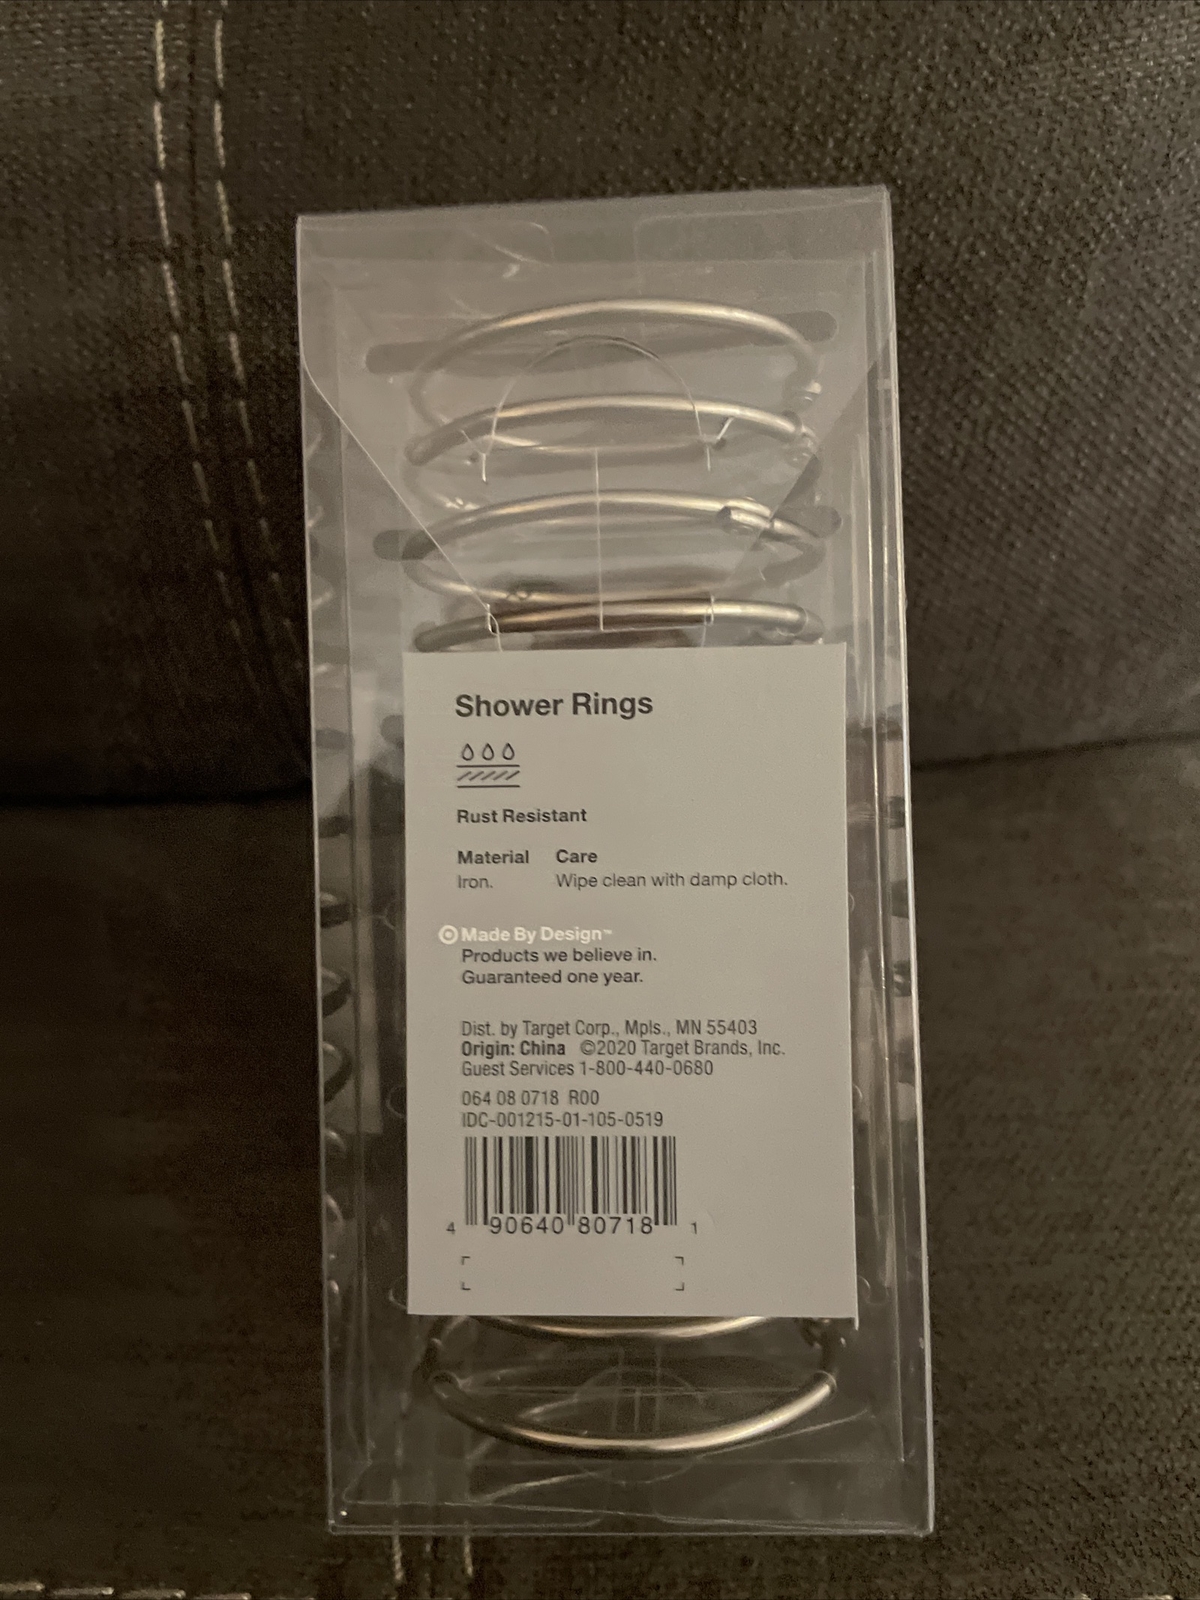 Shower Rings
Rust Resistant
Material Care
Iron. Wipe clean with damp cloth.
Made By Design™
Products we believe in.
Guaranteed one year.
Dist. by Target Corp., Mpls., MN 55403
Origin: China ©2020 Target Brands, Inc.
Guest Services 1-800-440-0680
064 08 0718 R00
IDC-001215-01-105-0519
4 90640 80718 1